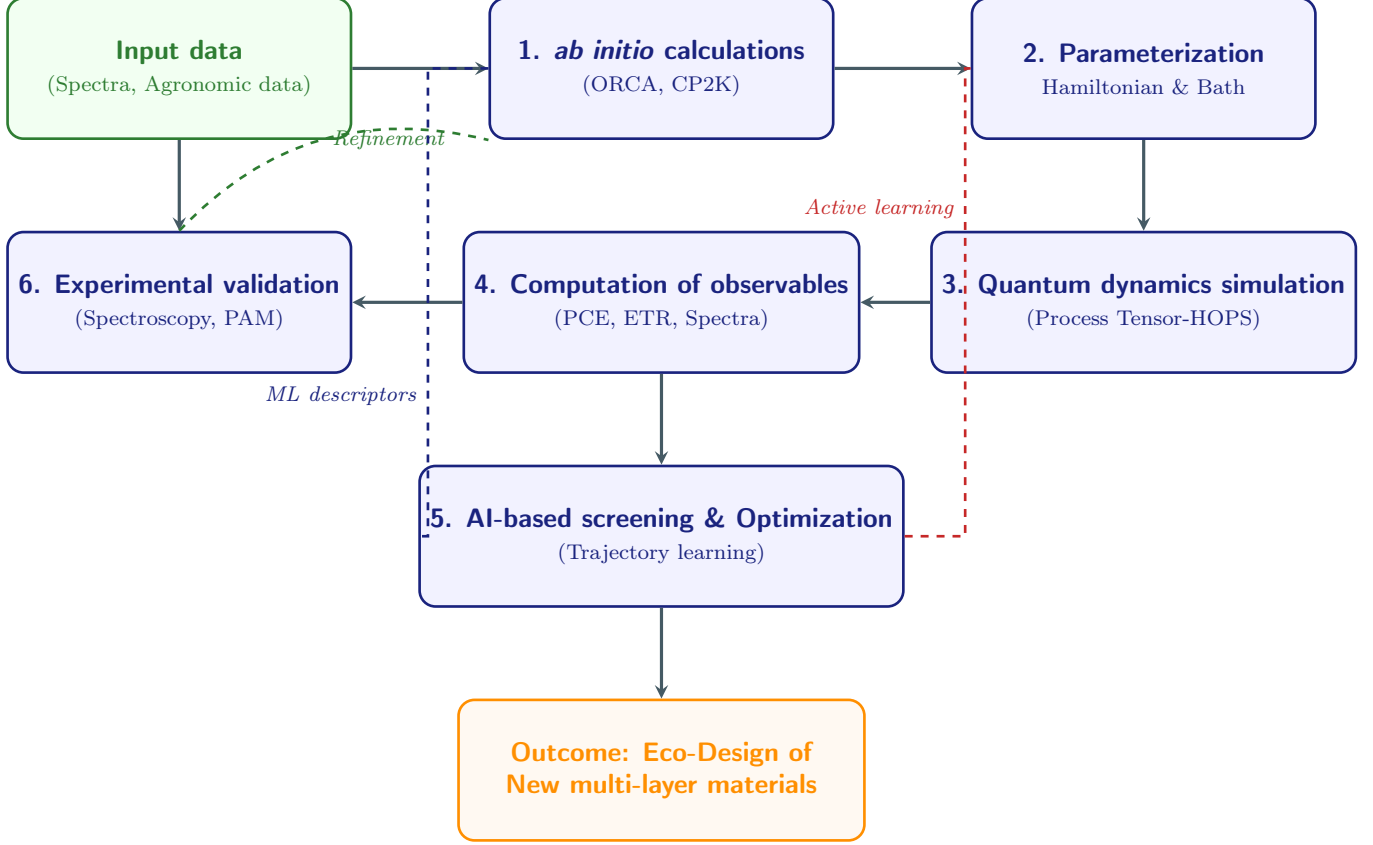 Input data
(Spectra, Agronomic data)
1. ab initio calculations
(ORCA, CP2K)
2. Parameterization
Hamiltonian & Bath
Refinement
Active learning
6. Experimental validation
(Spectroscopy, PAM)
4. Computation of observables
(PCE, ETR, Spectra)
3. Quantum dynamics simulation
(Process Tensor-HOPS)
ML descriptors
5. AI-based screening & Optimization
(Trajectory learning)
Outcome: Eco-Design of
New multi-layer materials